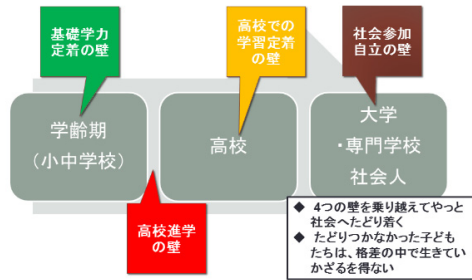 基礎学力
定着の壁
高校での
学習定着
の壁
社会参加
自立の壁
学齢期
（小中学校）
高校
大学
・専門学校
社会人
高校進学
の壁
◆ 4つの壁を乗り越えてやっと
社会へたどり着く
◆ たどりつかなかった子ども
たちは、格差の中で生きてい
かざるを得ない